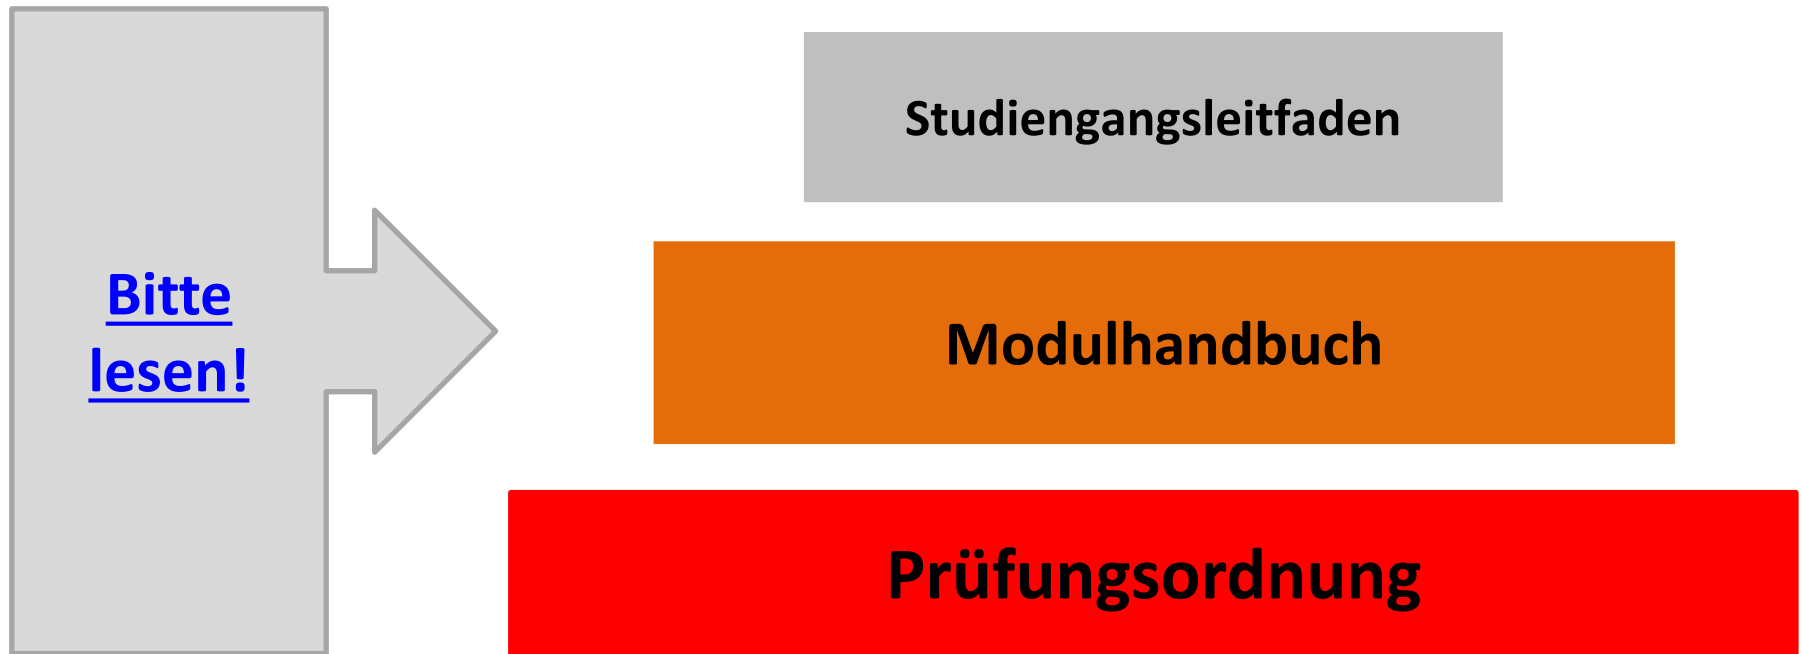 Bitte
lesen!
Studiengangsleitfaden
Modulhandbuch
Prüfungsordnung